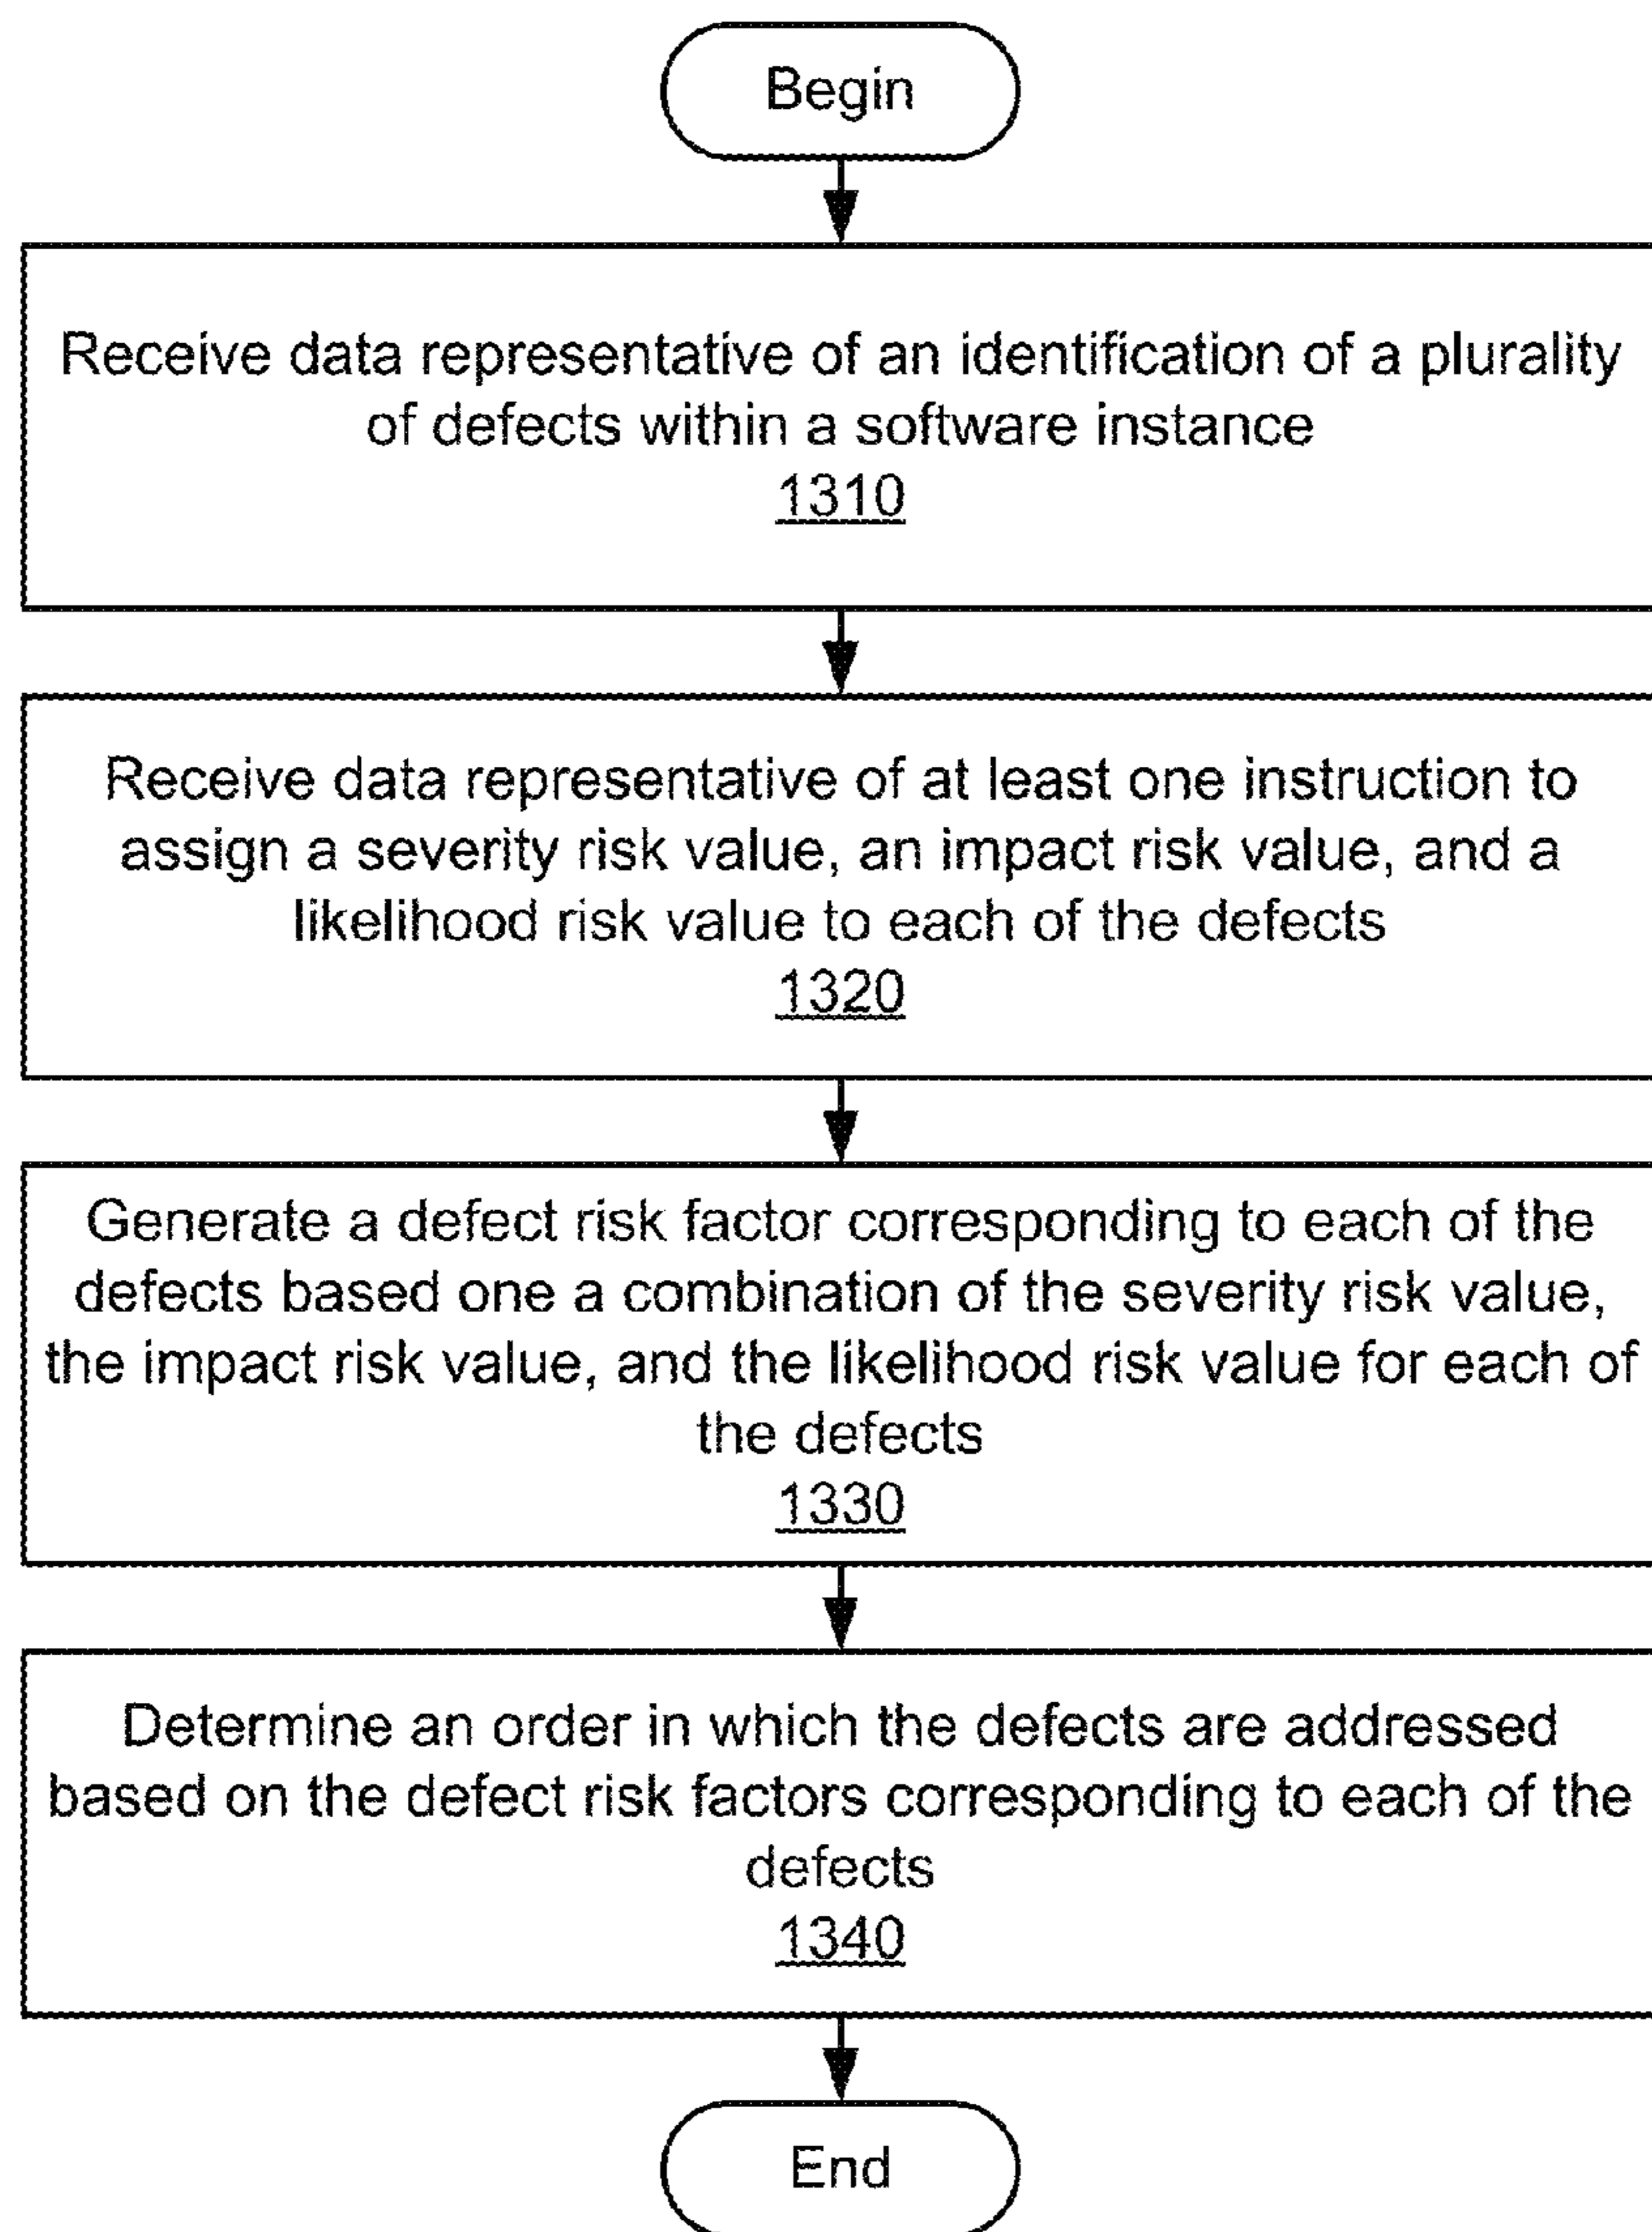 Begin
Receive data representative of an identification of a plurality
of defects within a software instance
1310
Receive data representative of at least one instruction to
assign a severity risk value, an impact risk value, and a
likelihood risk value to each of the defects
1320
Generate a defect risk factor corresponding to each of the
defects based one a combination of the severity risk value,
the impact risk value, and the likelihood risk value for each of
the defects
1330
Determine an order in which the defects are addressed
based on the defect risk factors corresponding to each of the
defects
1340
End